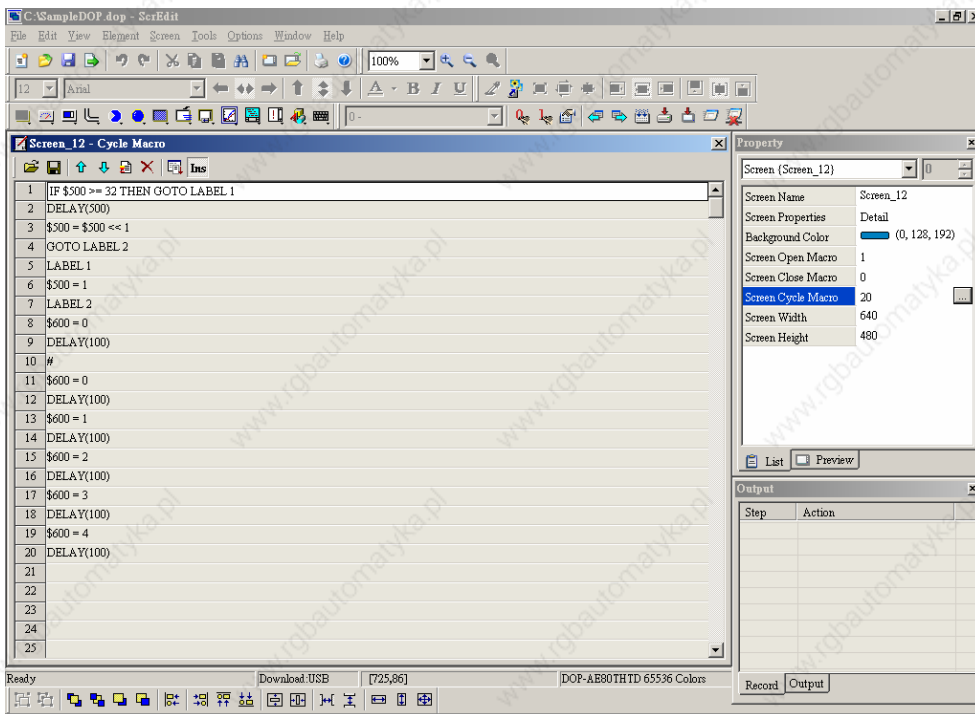 C:\SampleDOP.dop - ScrEdit
File Edit View Element Screen Tools Options Window Help
100%
12 Arial
A B I U
0 -
Screen_12 - Cycle Macro
Ins
1 IF $500 >= 32 THEN GOTO LABEL 1
2 DELAY(500)
3 $500 = $500 << 1
4 GOTO LABEL 2
5 LABEL 1
6 $500 = 1
7 LABEL 2
8 $600 = 0
9 DELAY(100)
10 #
11 $600 = 0
12 DELAY(100)
13 $600 = 1
14 DELAY(100)
15 $600 = 2
16 DELAY(100)
17 $600 = 3
18 DELAY(100)
19 $600 = 4
20 DELAY(100)
21
22
23
24
25
Property
Screen {Screen_12} 0
Screen Name Screen_12
Screen Properties Detail
Background Color (0, 128, 192)
Screen Open Macro 1
Screen Close Macro 0
Screen Cycle Macro 20 ...
Screen Width 640
Screen Height 480
List Preview
Output
Step Action
Record Output
Ready Download:USB [725,86] DOP-AE80THTD 65536 Colors
www.rgbautomatyka.pl